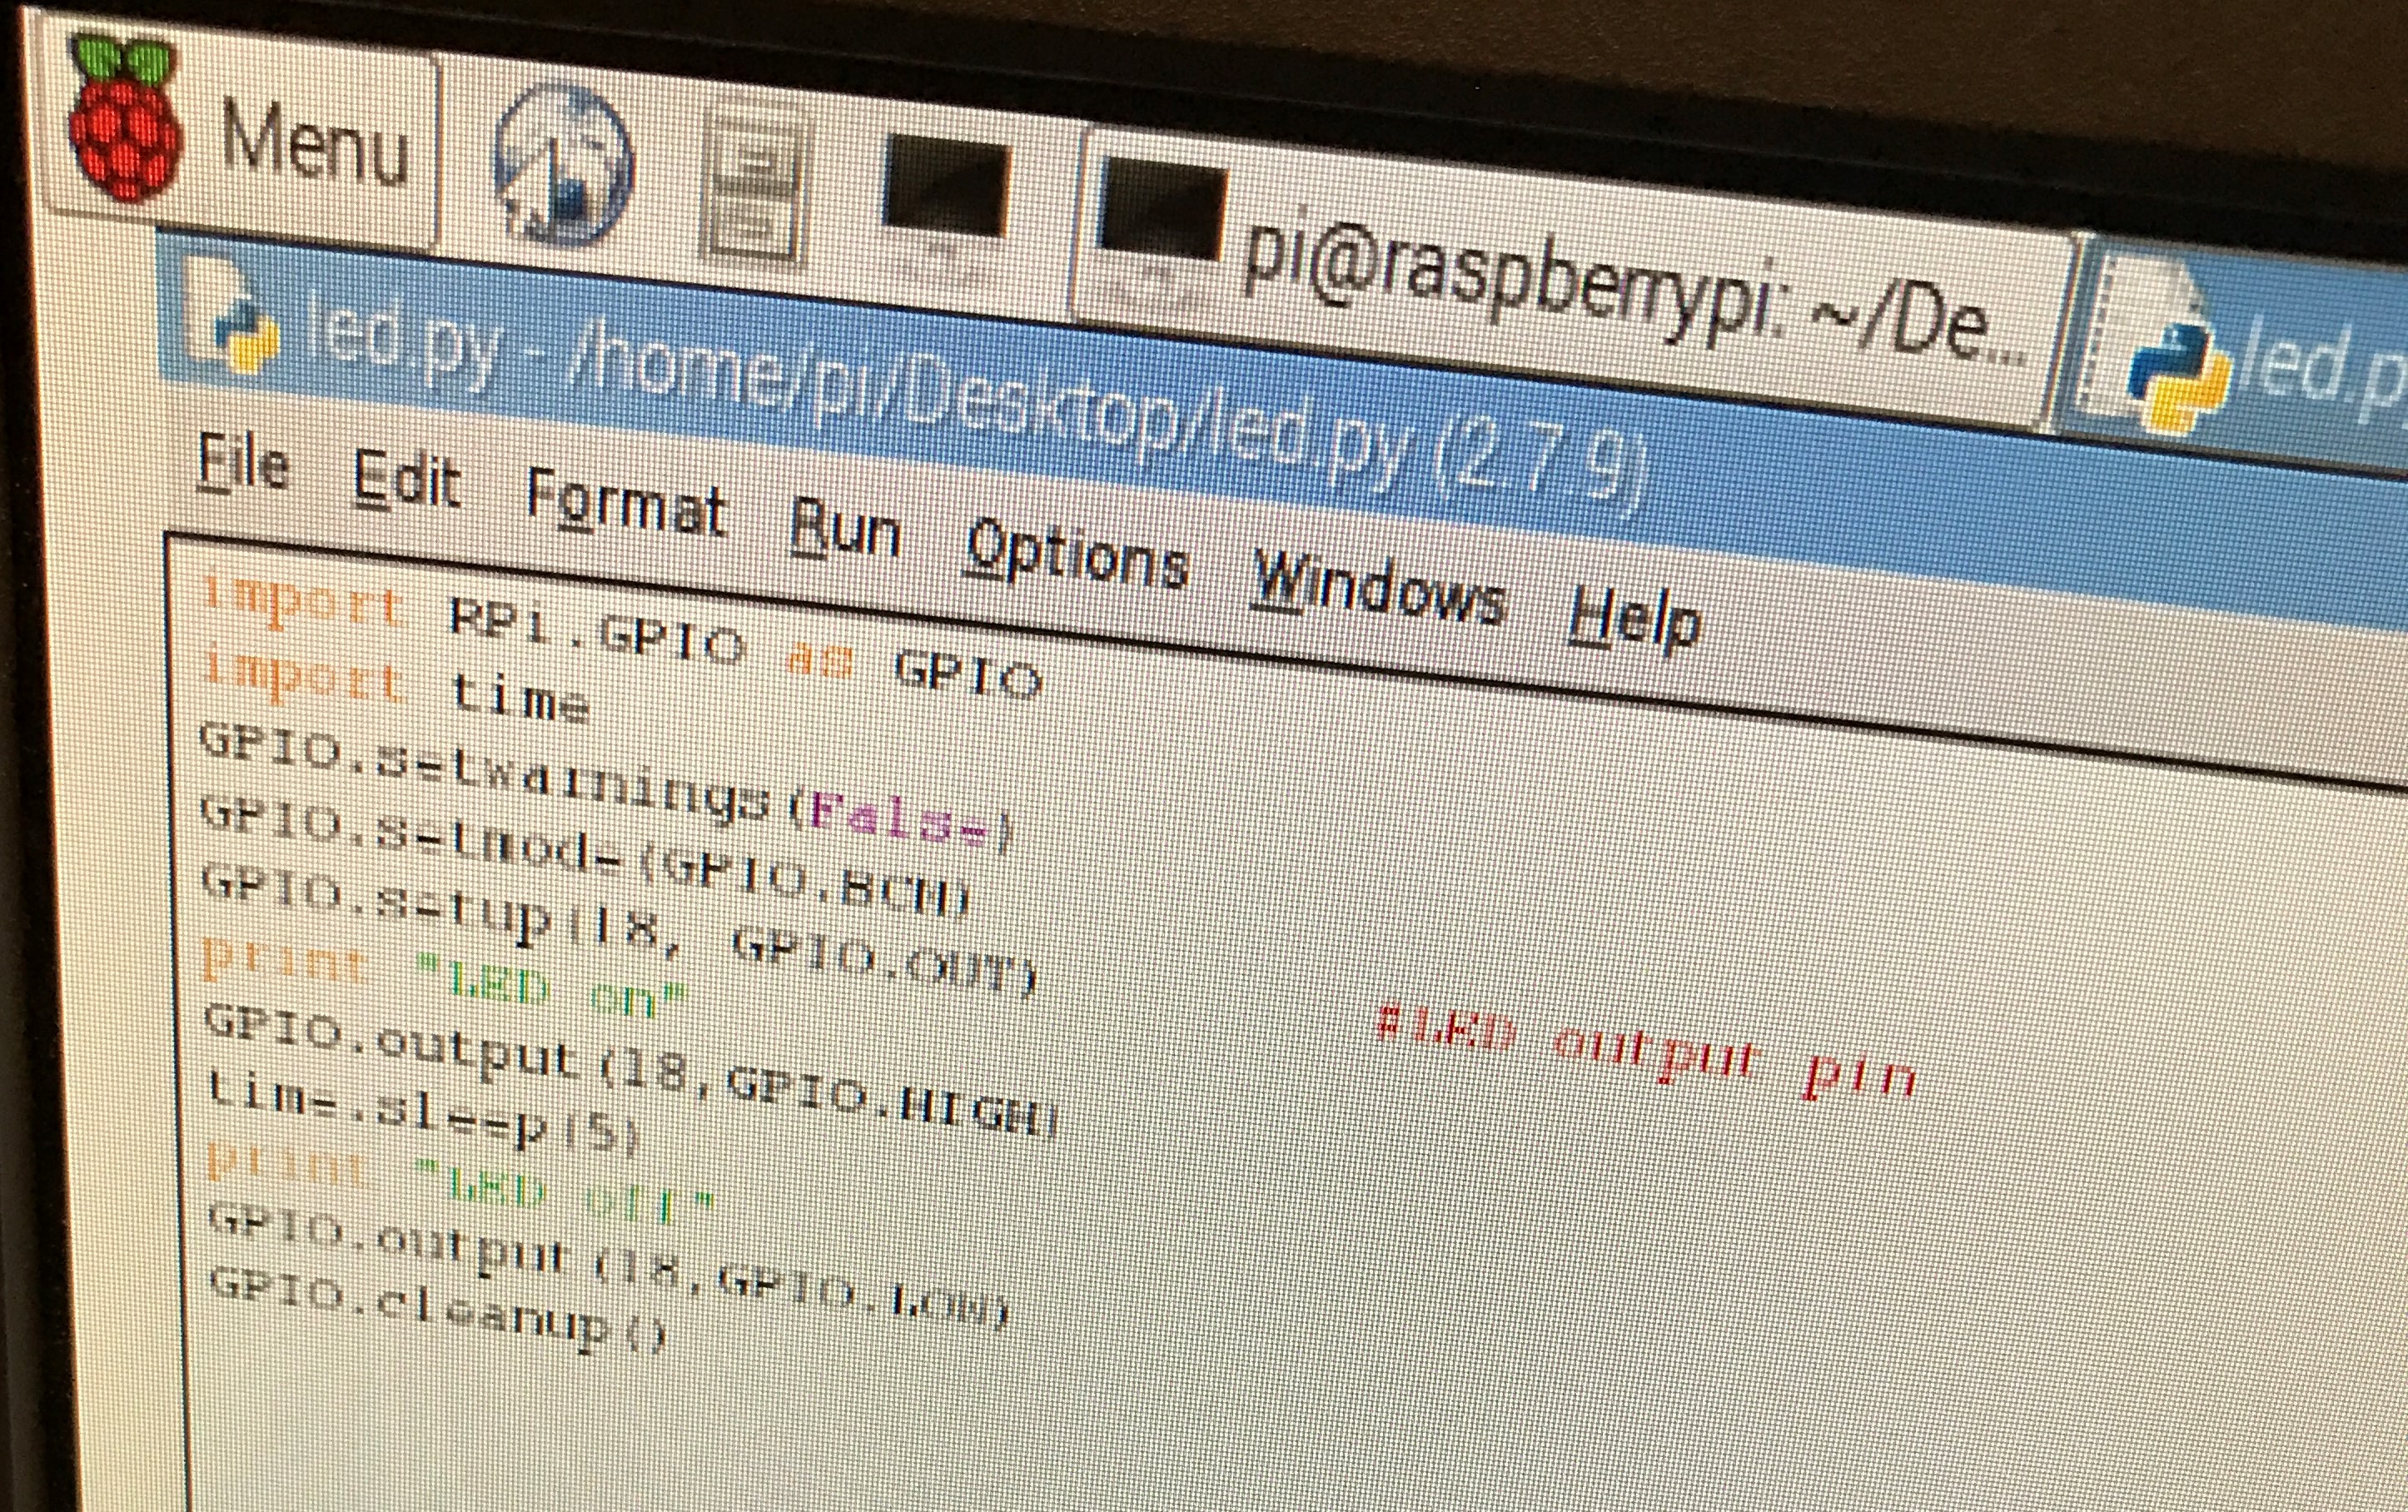 Menu
pi@raspberrypi: ~/De...
led.p
led.py - /home/pi/Desktop/led.py (2.7.9)
File Edit Format Run Options Windows Help
import RPi.GPIO as GPIO
import time
GPIO.setwarnings(False)
GPIO.setmode(GPIO.BCM)
GPIO.setup(18, GPIO.OUT) #LED output pin
print "LED on"
GPIO.output(18,GPIO.HIGH)
time.sleep(5)
print "LED off"
GPIO.output(18,GPIO.LOW)
GPIO.cleanup()